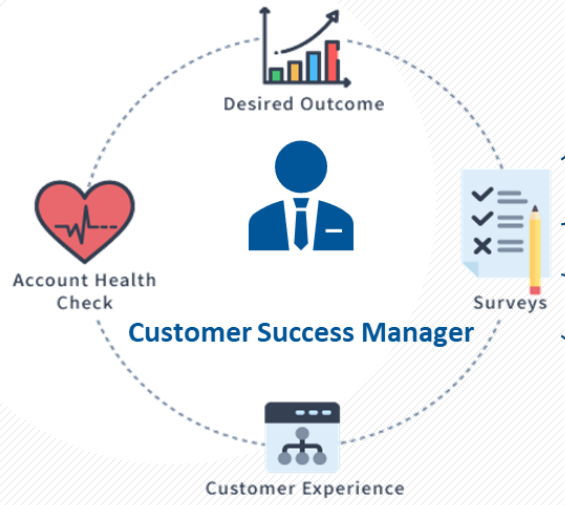 Desired Outcome
Account Health
Check
Surveys
Customer Success Manager
Customer Experience